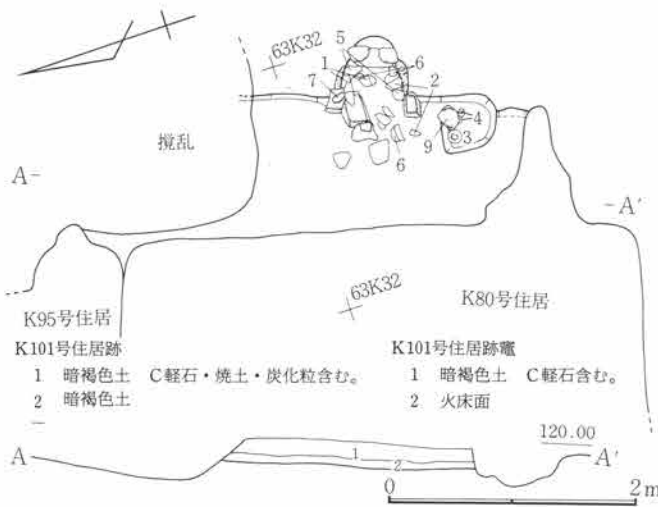 63K32
5
1
6
7
2
撹乱
4
9
3
6
A
A′
63K32
K95号住居
K80号住居
K101号住居跡
1 暗褐色土 C軽石・焼土・炭化粒含む。
2 暗褐色土
K101号住居跡竈
1 暗褐色土 C軽石含む。
2 火床面
120.00
A
1
2
A′
0
2m